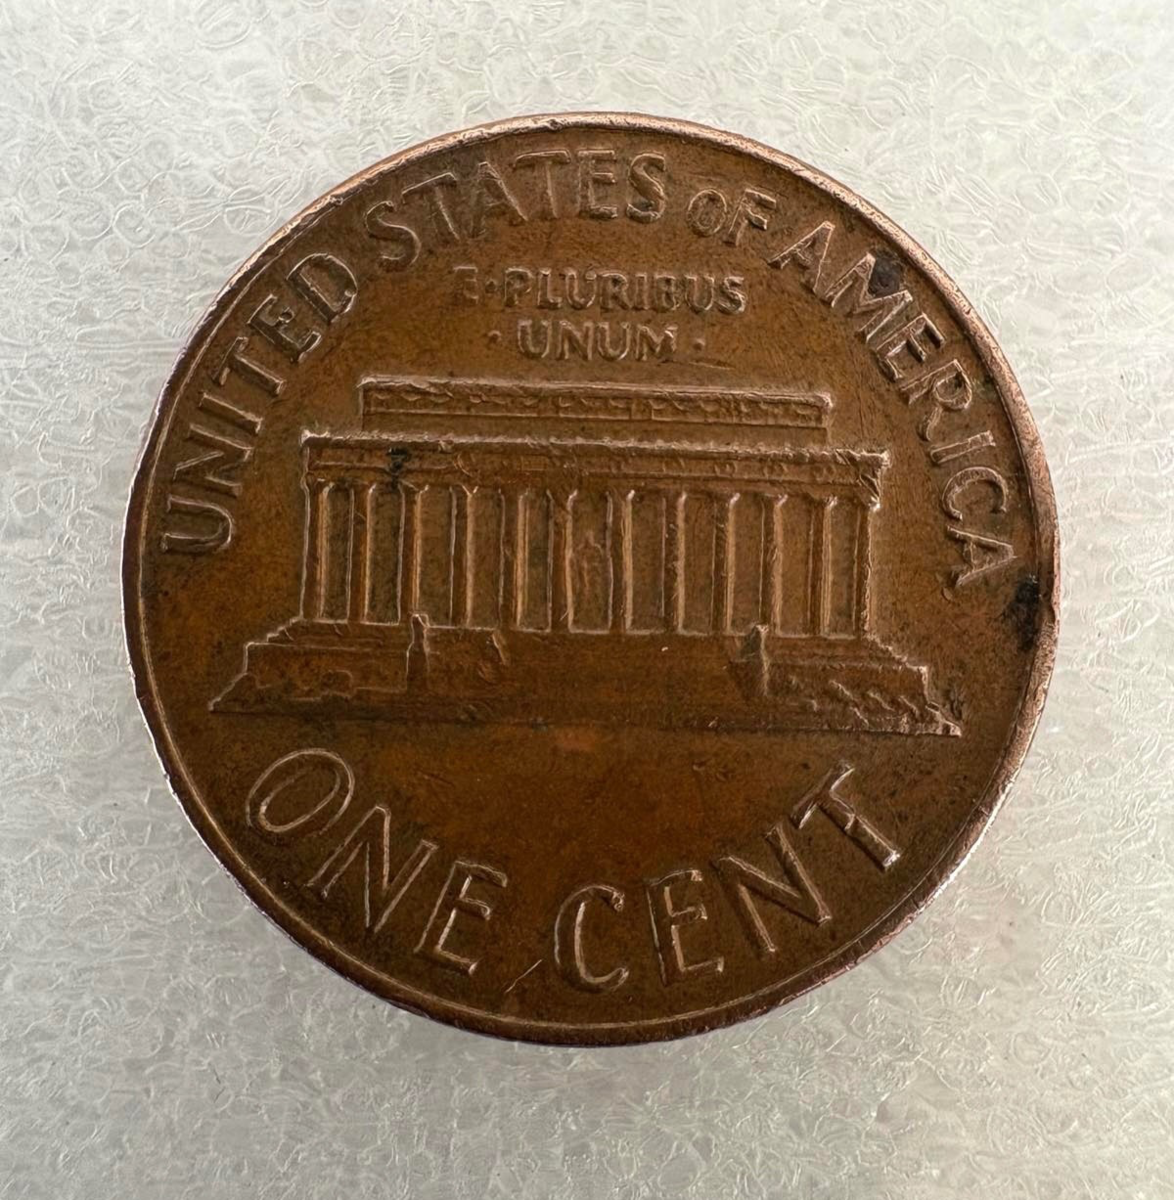 UNITED STATES OF AMERICA
E·PLURIBUS
·UNUM·
ONE CENT